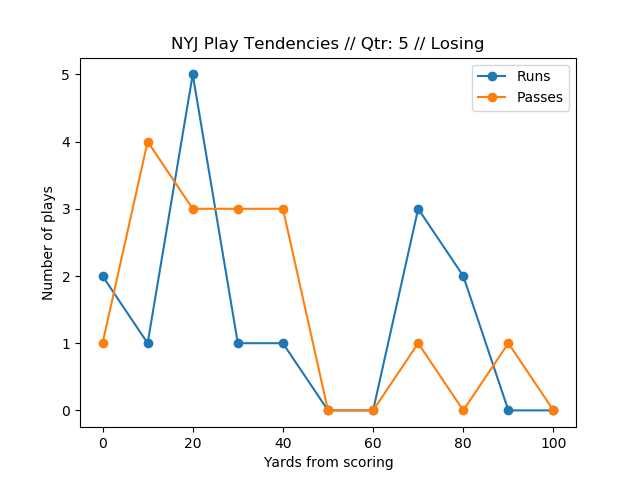 NYJ Play Tendencies // Qtr: 5 // Losing
Runs
Passes
Number of plays
5
4
3
2
1
0
0 20 40 60 80 100
Yards from scoring